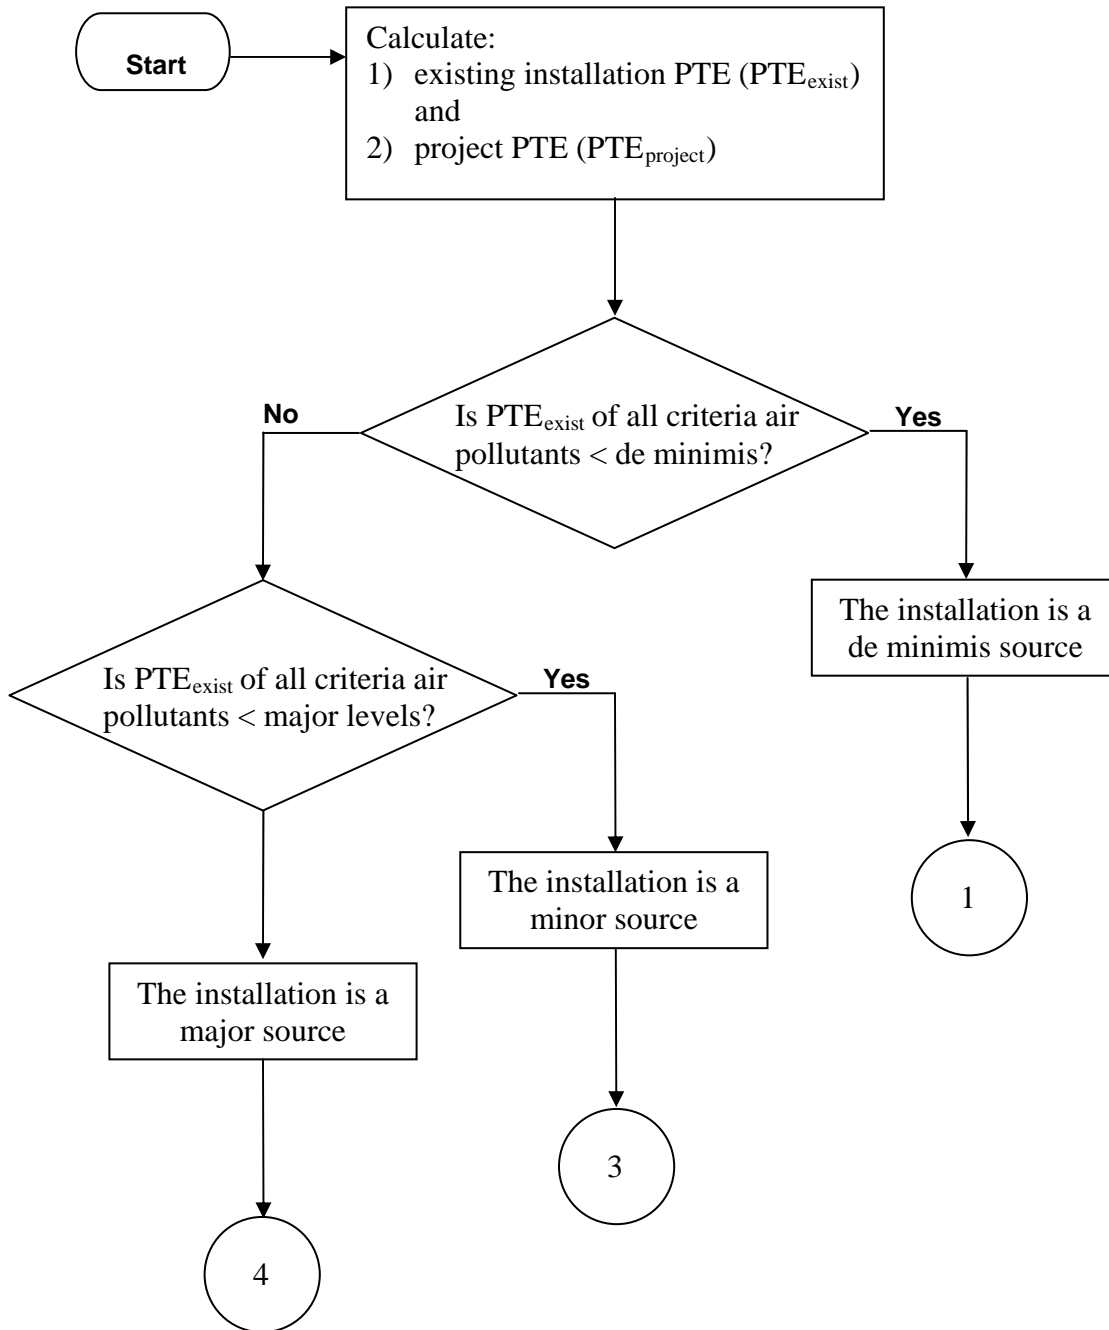 Start
Calculate:
1) existing installation PTE (PTEexist)
and
2) project PTE (PTEproject)
No
Is PTEexist of all criteria air
pollutants < de minimis?
Yes
The installation is a
de minimis source
Is PTEexist of all criteria air
pollutants < major levels?
Yes
The installation is a
minor source
1
The installation is a
major source
3
4